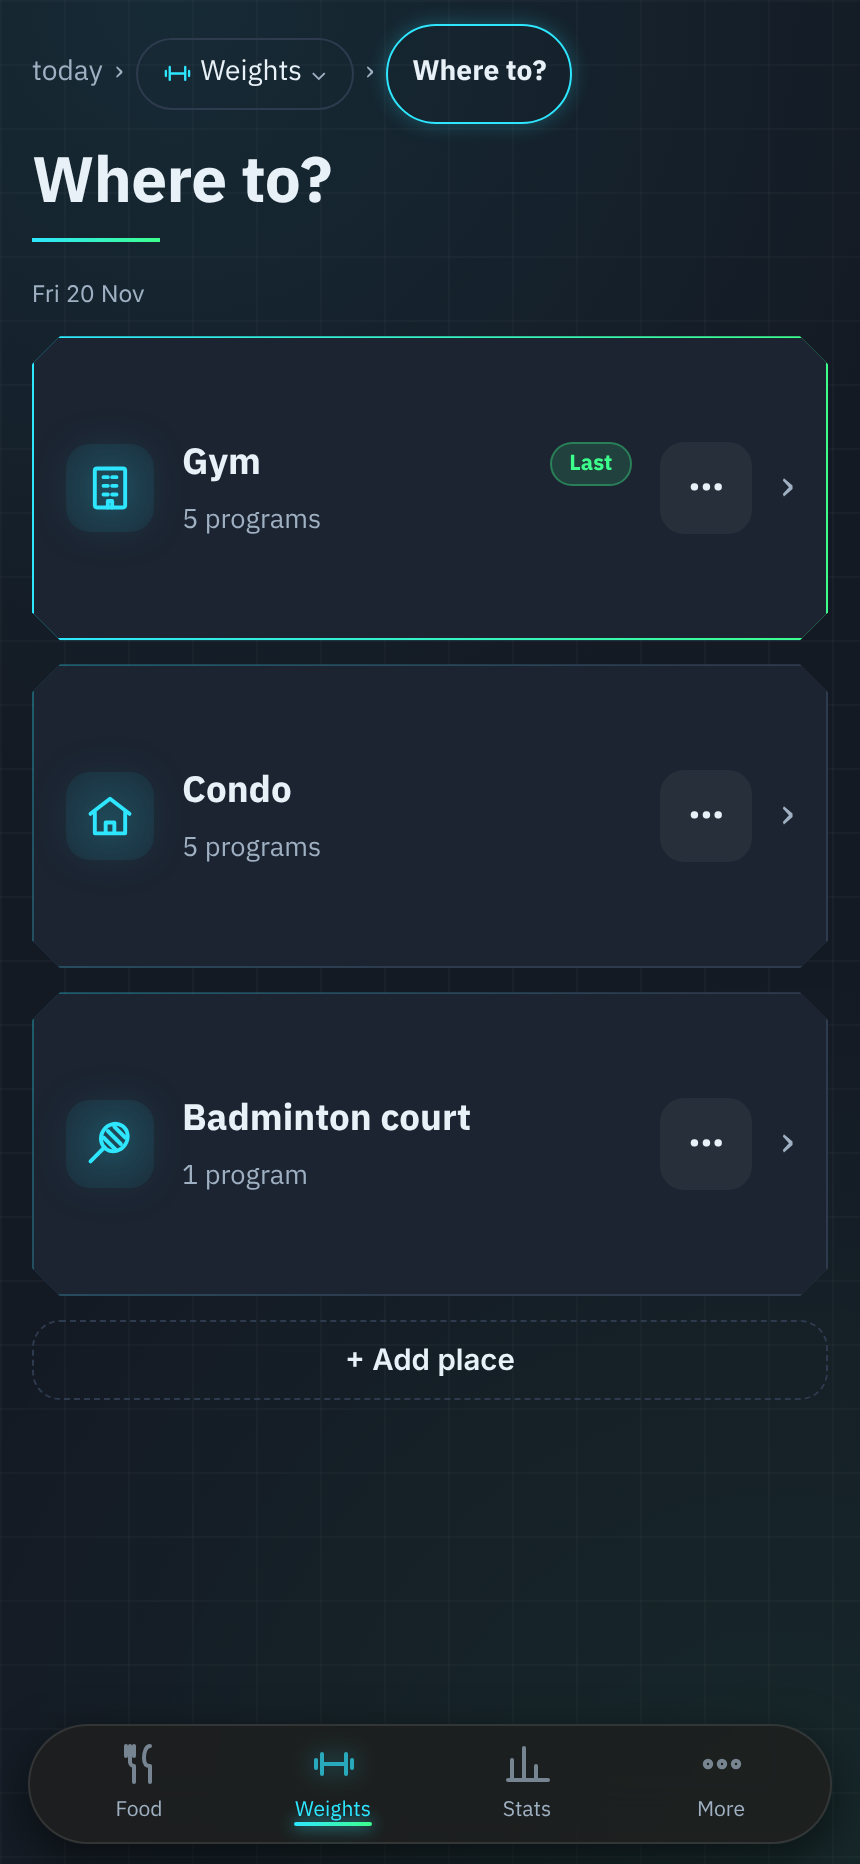 today › Weights › Where to?
Where to?
Fri 20 Nov
Gym
Last
5 programs
Condo
5 programs
Badminton court
1 program
+ Add place
Food
Weights
Stats
More